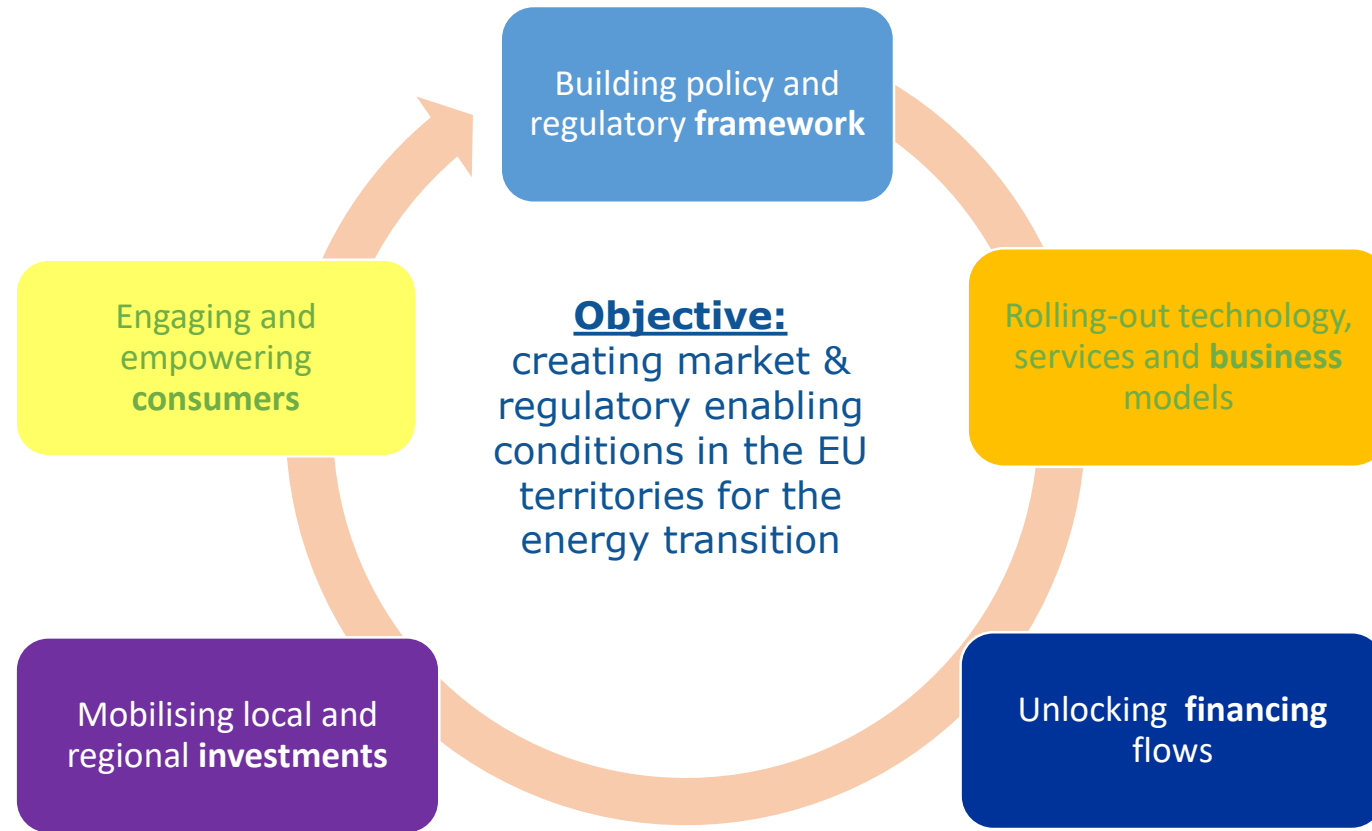 Building policy and
regulatory framework
Rolling-out technology,
services and business
models
Unlocking financing
flows
Mobilising local and
regional investments
Engaging and
empowering
consumers
Objective:
creating market &
regulatory enabling
conditions in the EU
territories for the
energy transition